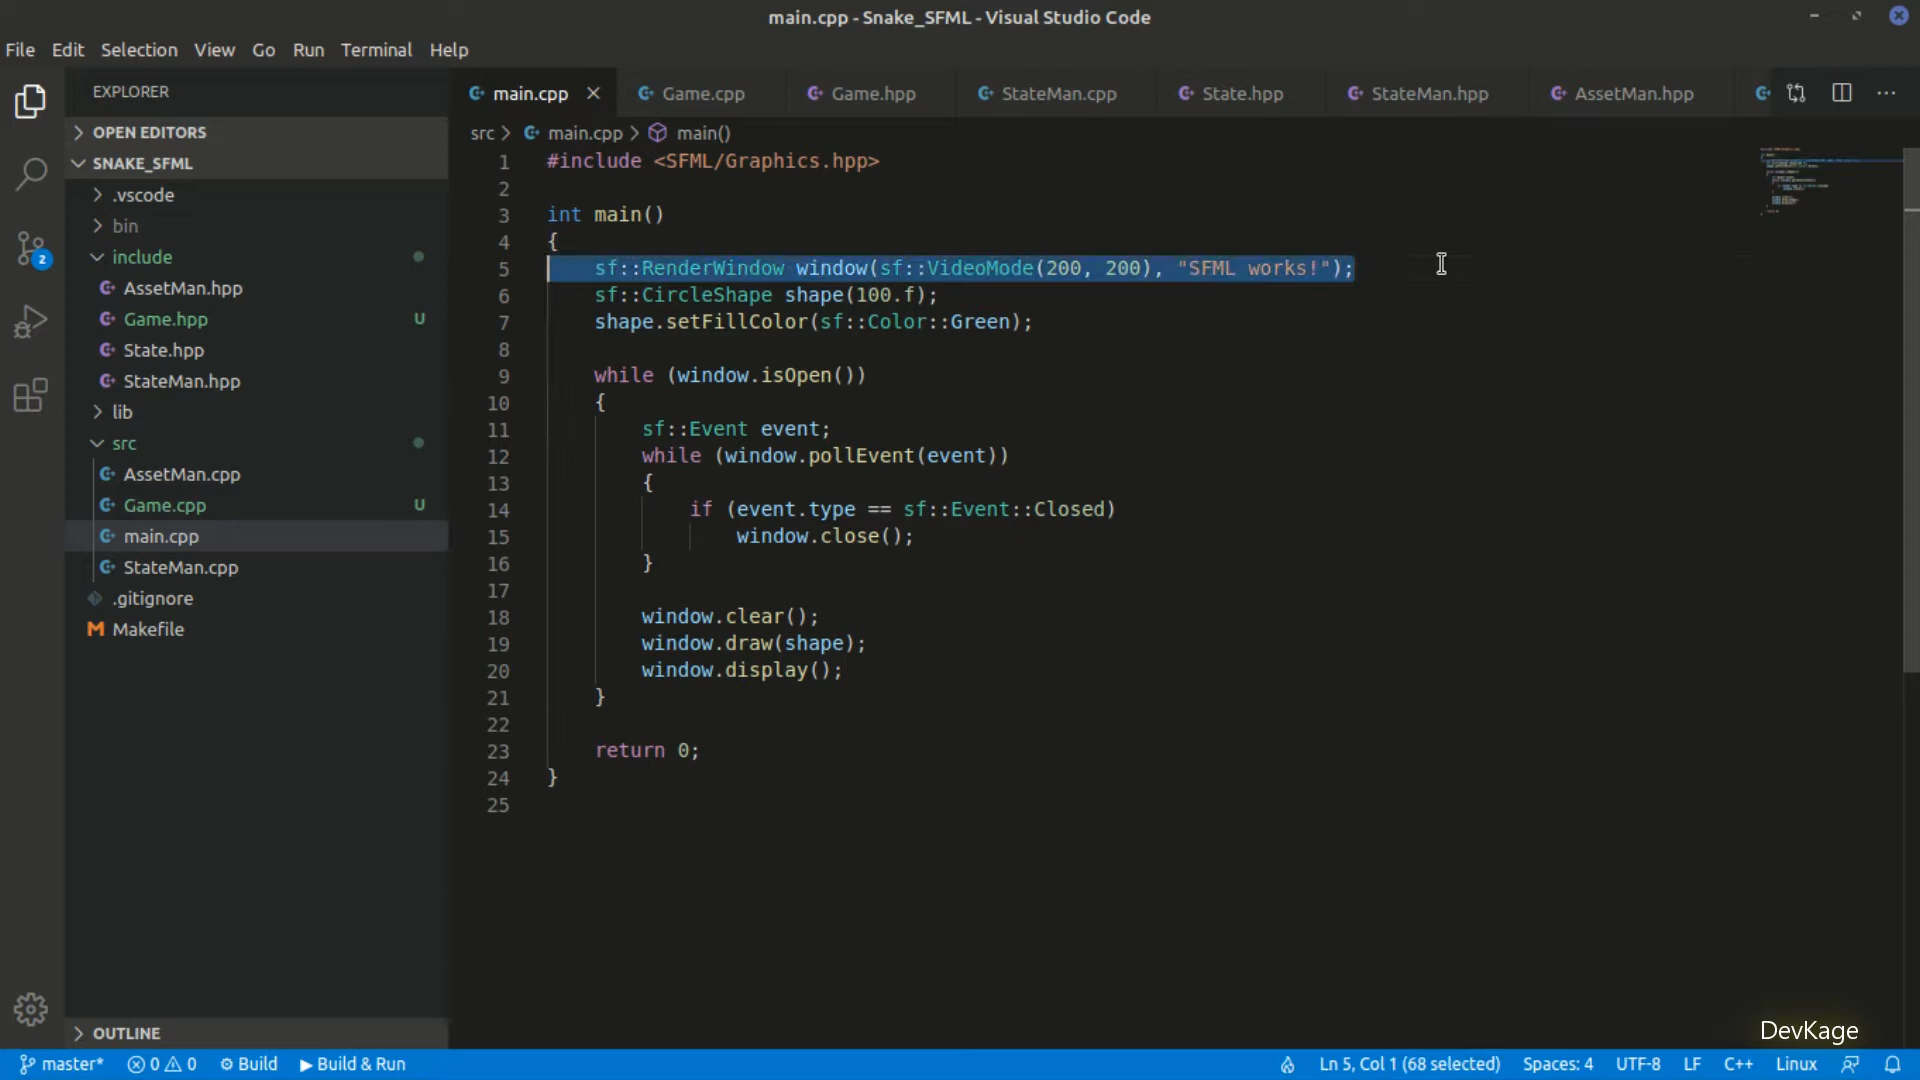 main.cpp - Snake_SFML - Visual Studio Code
File Edit Selection View Go Run Terminal Help
EXPLORER
main.cpp Game.cpp Game.hpp StateMan.cpp State.hpp StateMan.hpp AssetMan.hpp
OPEN EDITORS
SNAKE_SFML
.vscode
bin
include
AssetMan.hpp
Game.hpp U
State.hpp
StateMan.hpp
lib
src
AssetMan.cpp
Game.cpp U
main.cpp
StateMan.cpp
.gitignore
M Makefile
2
OUTLINE
src > main.cpp > main()
1 #include <SFML/Graphics.hpp>
2
3 int main()
4 {
5 sf::RenderWindow window(sf::VideoMode(200, 200), "SFML works!");
6 sf::CircleShape shape(100.f);
7 shape.setFillColor(sf::Color::Green);
8
9 while (window.isOpen())
10 {
11 sf::Event event;
12 while (window.pollEvent(event))
13 {
14 if (event.type == sf::Event::Closed)
15 window.close();
16 }
17
18 window.clear();
19 window.draw(shape);
20 window.display();
21 }
22
23 return 0;
24 }
25
DevKage
master* 0 0 Build Build & Run Ln 5, Col 1 (68 selected) Spaces: 4 UTF-8 LF C++ Linux